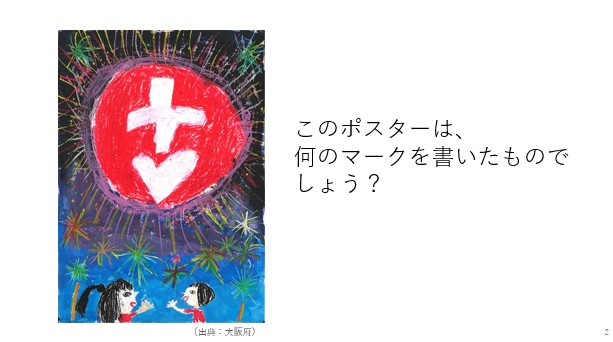 このポスターは、
何のマークを書いたもので
しょう？
（出典：大阪府）
2